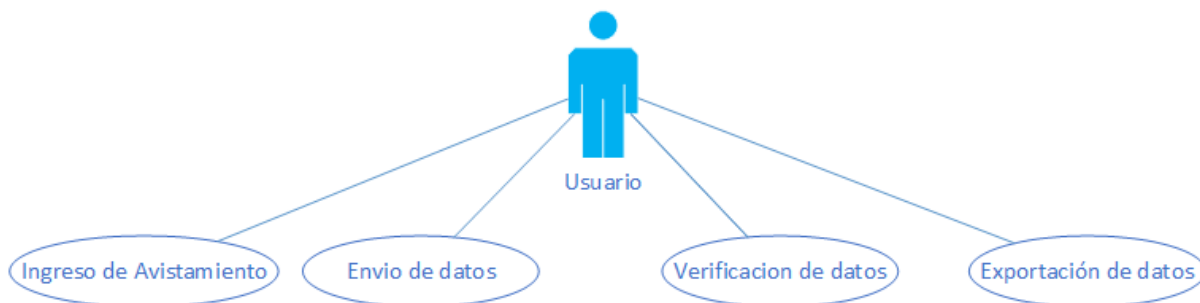 Usuario
Ingreso de Avistamiento
Envio de datos
Verificacion de datos
Exportación de datos